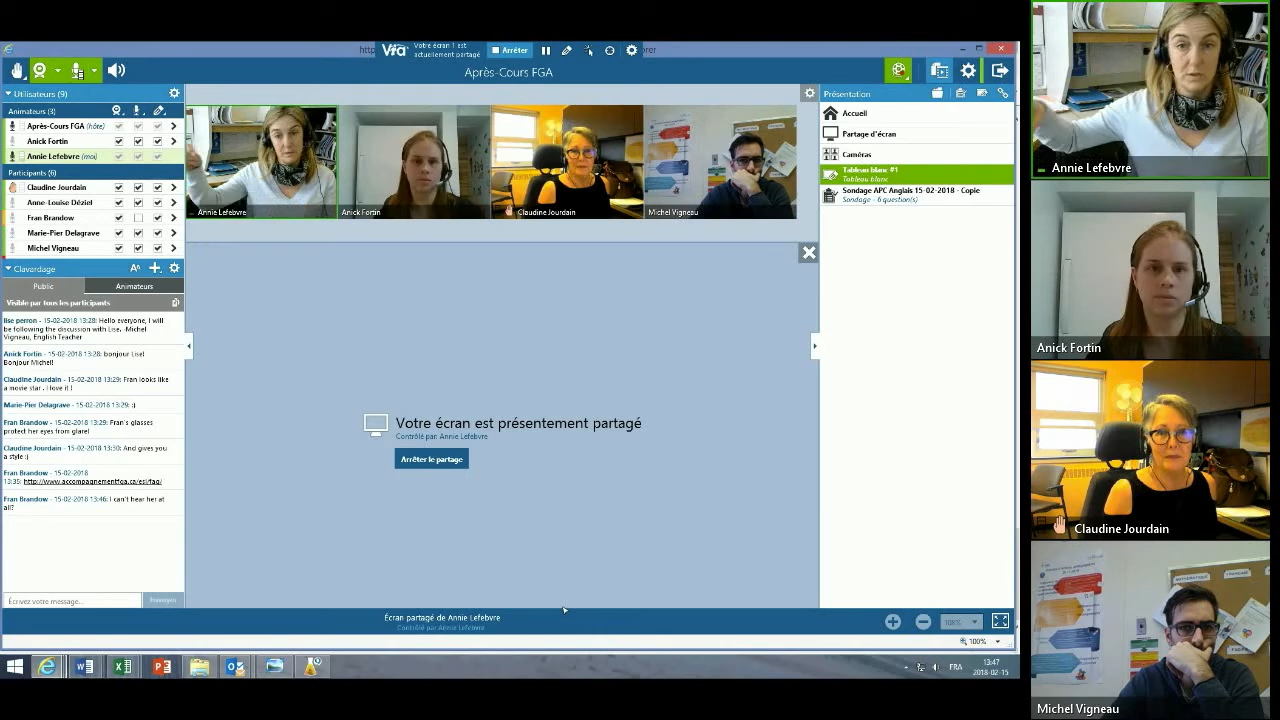 Via
Votre écran 1 est
actuellement partagé
Arrêter
Après-Cours FGA
Utilisateurs (9)
Animateurs (3)
Après-Cours FGA (hôte)
Anick Fortin
Annie Lefebvre (moi)
Participants (6)
Claudine Jourdain
Anne-Louise Déziel
Fran Brandow
Marie-Pier Delagrave
Michel Vigneau
Clavardage
Public
Animateurs
Visible par tous les participants
lise perron - 15-02-2018 13:28: Hello everyone, I will
be following the discussion with Lise. -Michel
Vigneau, English Teacher
Anick Fortin - 15-02-2018 13:28: bonjour Lise!
Bonjour Michel!
Claudine Jourdain - 15-02-2018 13:29: Fran looks like
a movie star . I love it !
Marie-Pier Delagrave - 15-02-2018 13:29: :)
Fran Brandow - 15-02-2018 13:29: Fran's glasses
protect her eyes from glare!
Claudine Jourdain - 15-02-2018 13:30: And gives you
a style ;)
Fran Brandow - 15-02-2018
13:35: http://www.accompagnementfga.ca/esl/faq/
Fran Brandow - 15-02-2018 13:46: I can't hear her at
all?
Écrivez votre message...
Envoyer
Annie Lefebvre
Anick Fortin
Claudine Jourdain
Michel Vigneau
Votre écran est présentement partagé
Contrôlé par Annie Lefebvre
Arrêter le partage
Écran partagé de Annie Lefebvre
Contrôlé par Annie Lefebvre
108%
100%
Présentation
Accueil
Partage d'écran
Caméras
Tableau blanc #1
Tableau blanc
Sondage APC Anglais 15-02-2018 - Copie
Sondage - 6 question(s)
FRA
13:47
2018-02-15
Annie Lefebvre
Anick Fortin
Claudine Jourdain
MATHÉMATIQUE
FRANÇAIS
Michel Vigneau